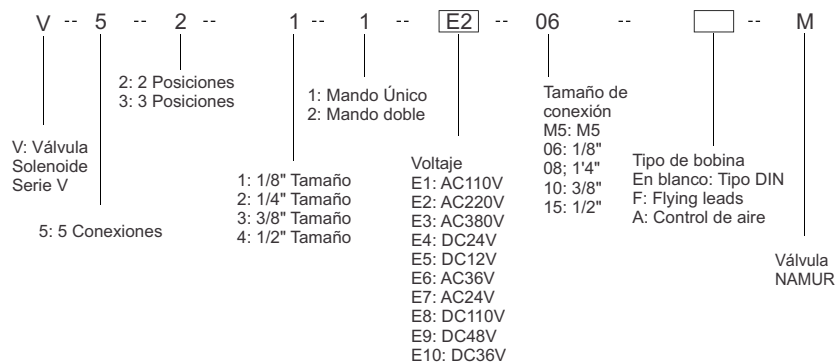 V -- 5 -- 2 -- 1 -- 1 -- E2 -- 06 -- -- M
2: 2 Posiciones
3: 3 Posiciones
1: Mando Único
2: Mando doble
Tamaño de
conexión
M5: M5
06: 1/8"
08; 1'4"
10: 3/8"
15: 1/2"
V: Válvula
Solenoide
Serie V
5: 5 Conexiones
1: 1/8" Tamaño
2: 1/4" Tamaño
3: 3/8" Tamaño
4: 1/2" Tamaño
Voltaje
E1: AC110V
E2: AC220V
E3: AC380V
E4: DC24V
E5: DC12V
E6: AC36V
E7: AC24V
E8: DC110V
E9: DC48V
E10: DC36V
Tipo de bobina
En blanco: Tipo DIN
F: Flying leads
A: Control de aire
Válvula
NAMUR